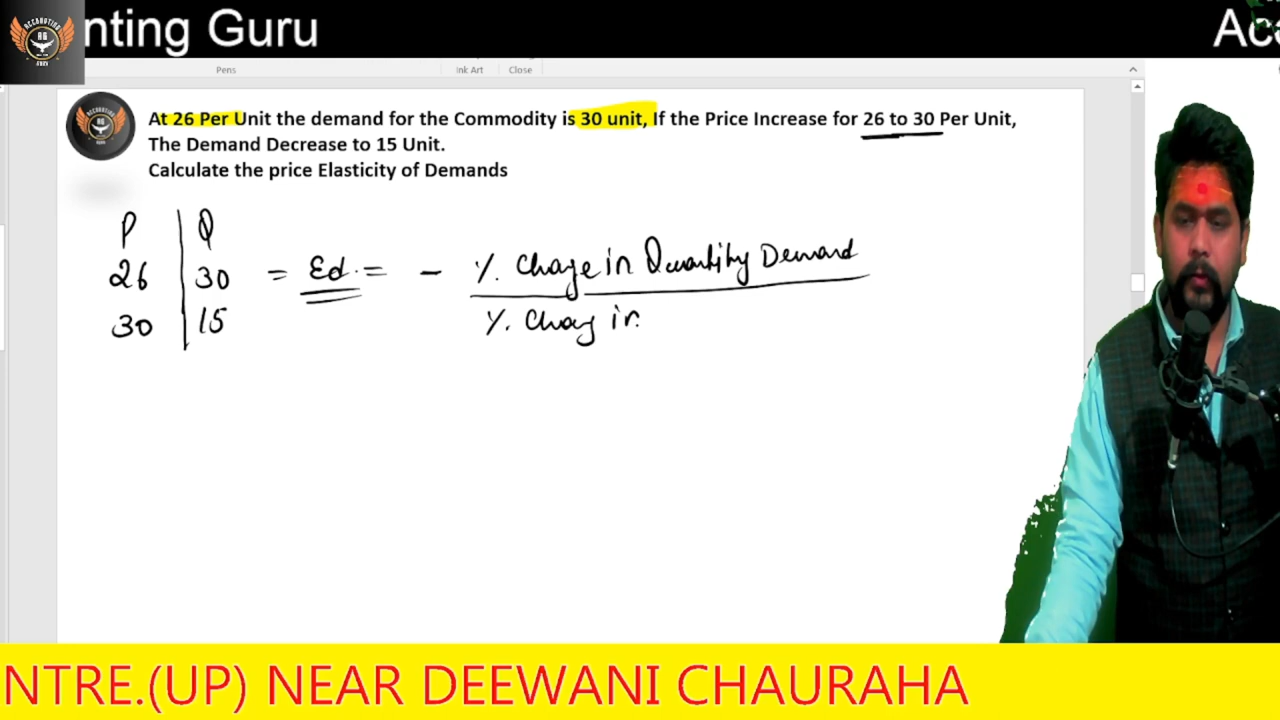 nting Guru
Acc
Pens
Ink Art
Close
At 26 Per Unit the demand for the Commodity is 30 unit, If the Price Increase for 26 to 30 Per Unit,
The Demand Decrease to 15 Unit.
Calculate the price Elasticity of Demands
P Q
26 30 = Ed = - %. Change in Quantity Demand
30 15 %. Chang in
NTRE.(UP) NEAR DEEWANI CHAURAHA